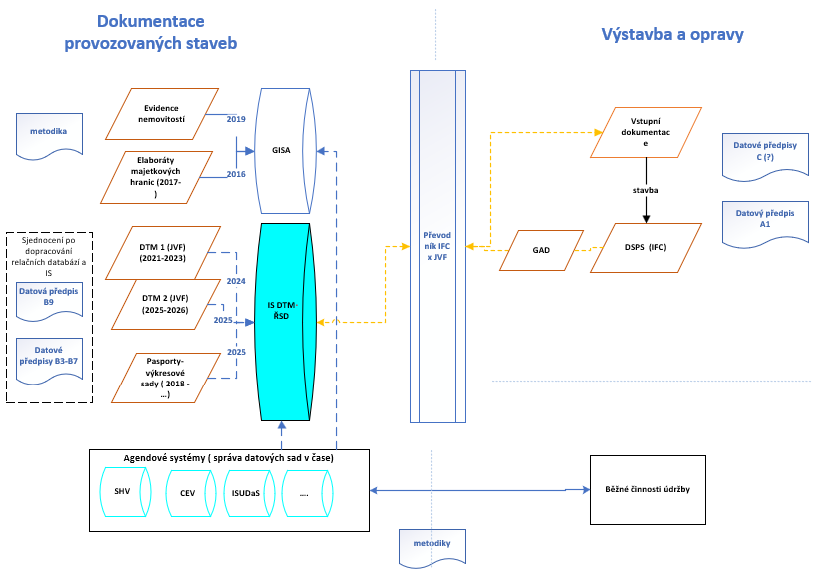 Dokumentace
provozovaných staveb
Výstavba a opravy
metodika
Evidence
nemovitostí
2019
Elaboráty
majetkových
hranic (2017-
)
2016
GISA
Vstupní
dokumentac
e
Datové předpisy
C (?)
stavba
Datový předpis
A1
Sjednocení po
dopracování
relačních databází a
IS
Datová předpis
B9
Datové
předpisy B3-B7
DTM 1 (JVF)
(2021-2023)
2024
DTM 2 (JVF)
(2025-2026)
2025
2025
Pasporty-
výkresové
sady ( 2018 -
...)
IS DTM-
ŘSD
Převod
ník IFC
x JVF
GAD
DSPS (IFC)
Agendové systémy ( správa datových sad v čase)
SHV
CEV
ISUDaS
....
Běžné činnosti údržby
metodiky